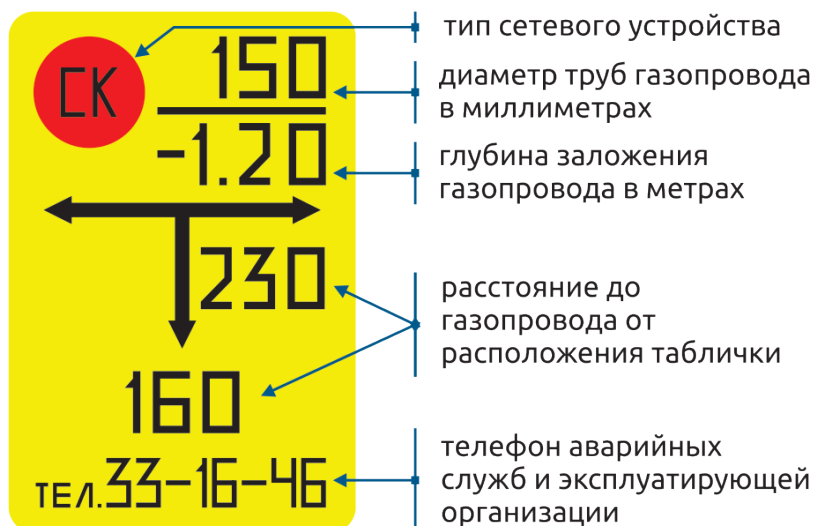 СК
150
-1.20
230
160
ТЕЛ.33-16-46
тип сетевого устройства
диаметр труб газопровода
в миллиметрах
глубина заложения
газопровода в метрах
расстояние до
газопровода от
расположения таблички
телефон аварийных
служб и эксплуатирующей
организации